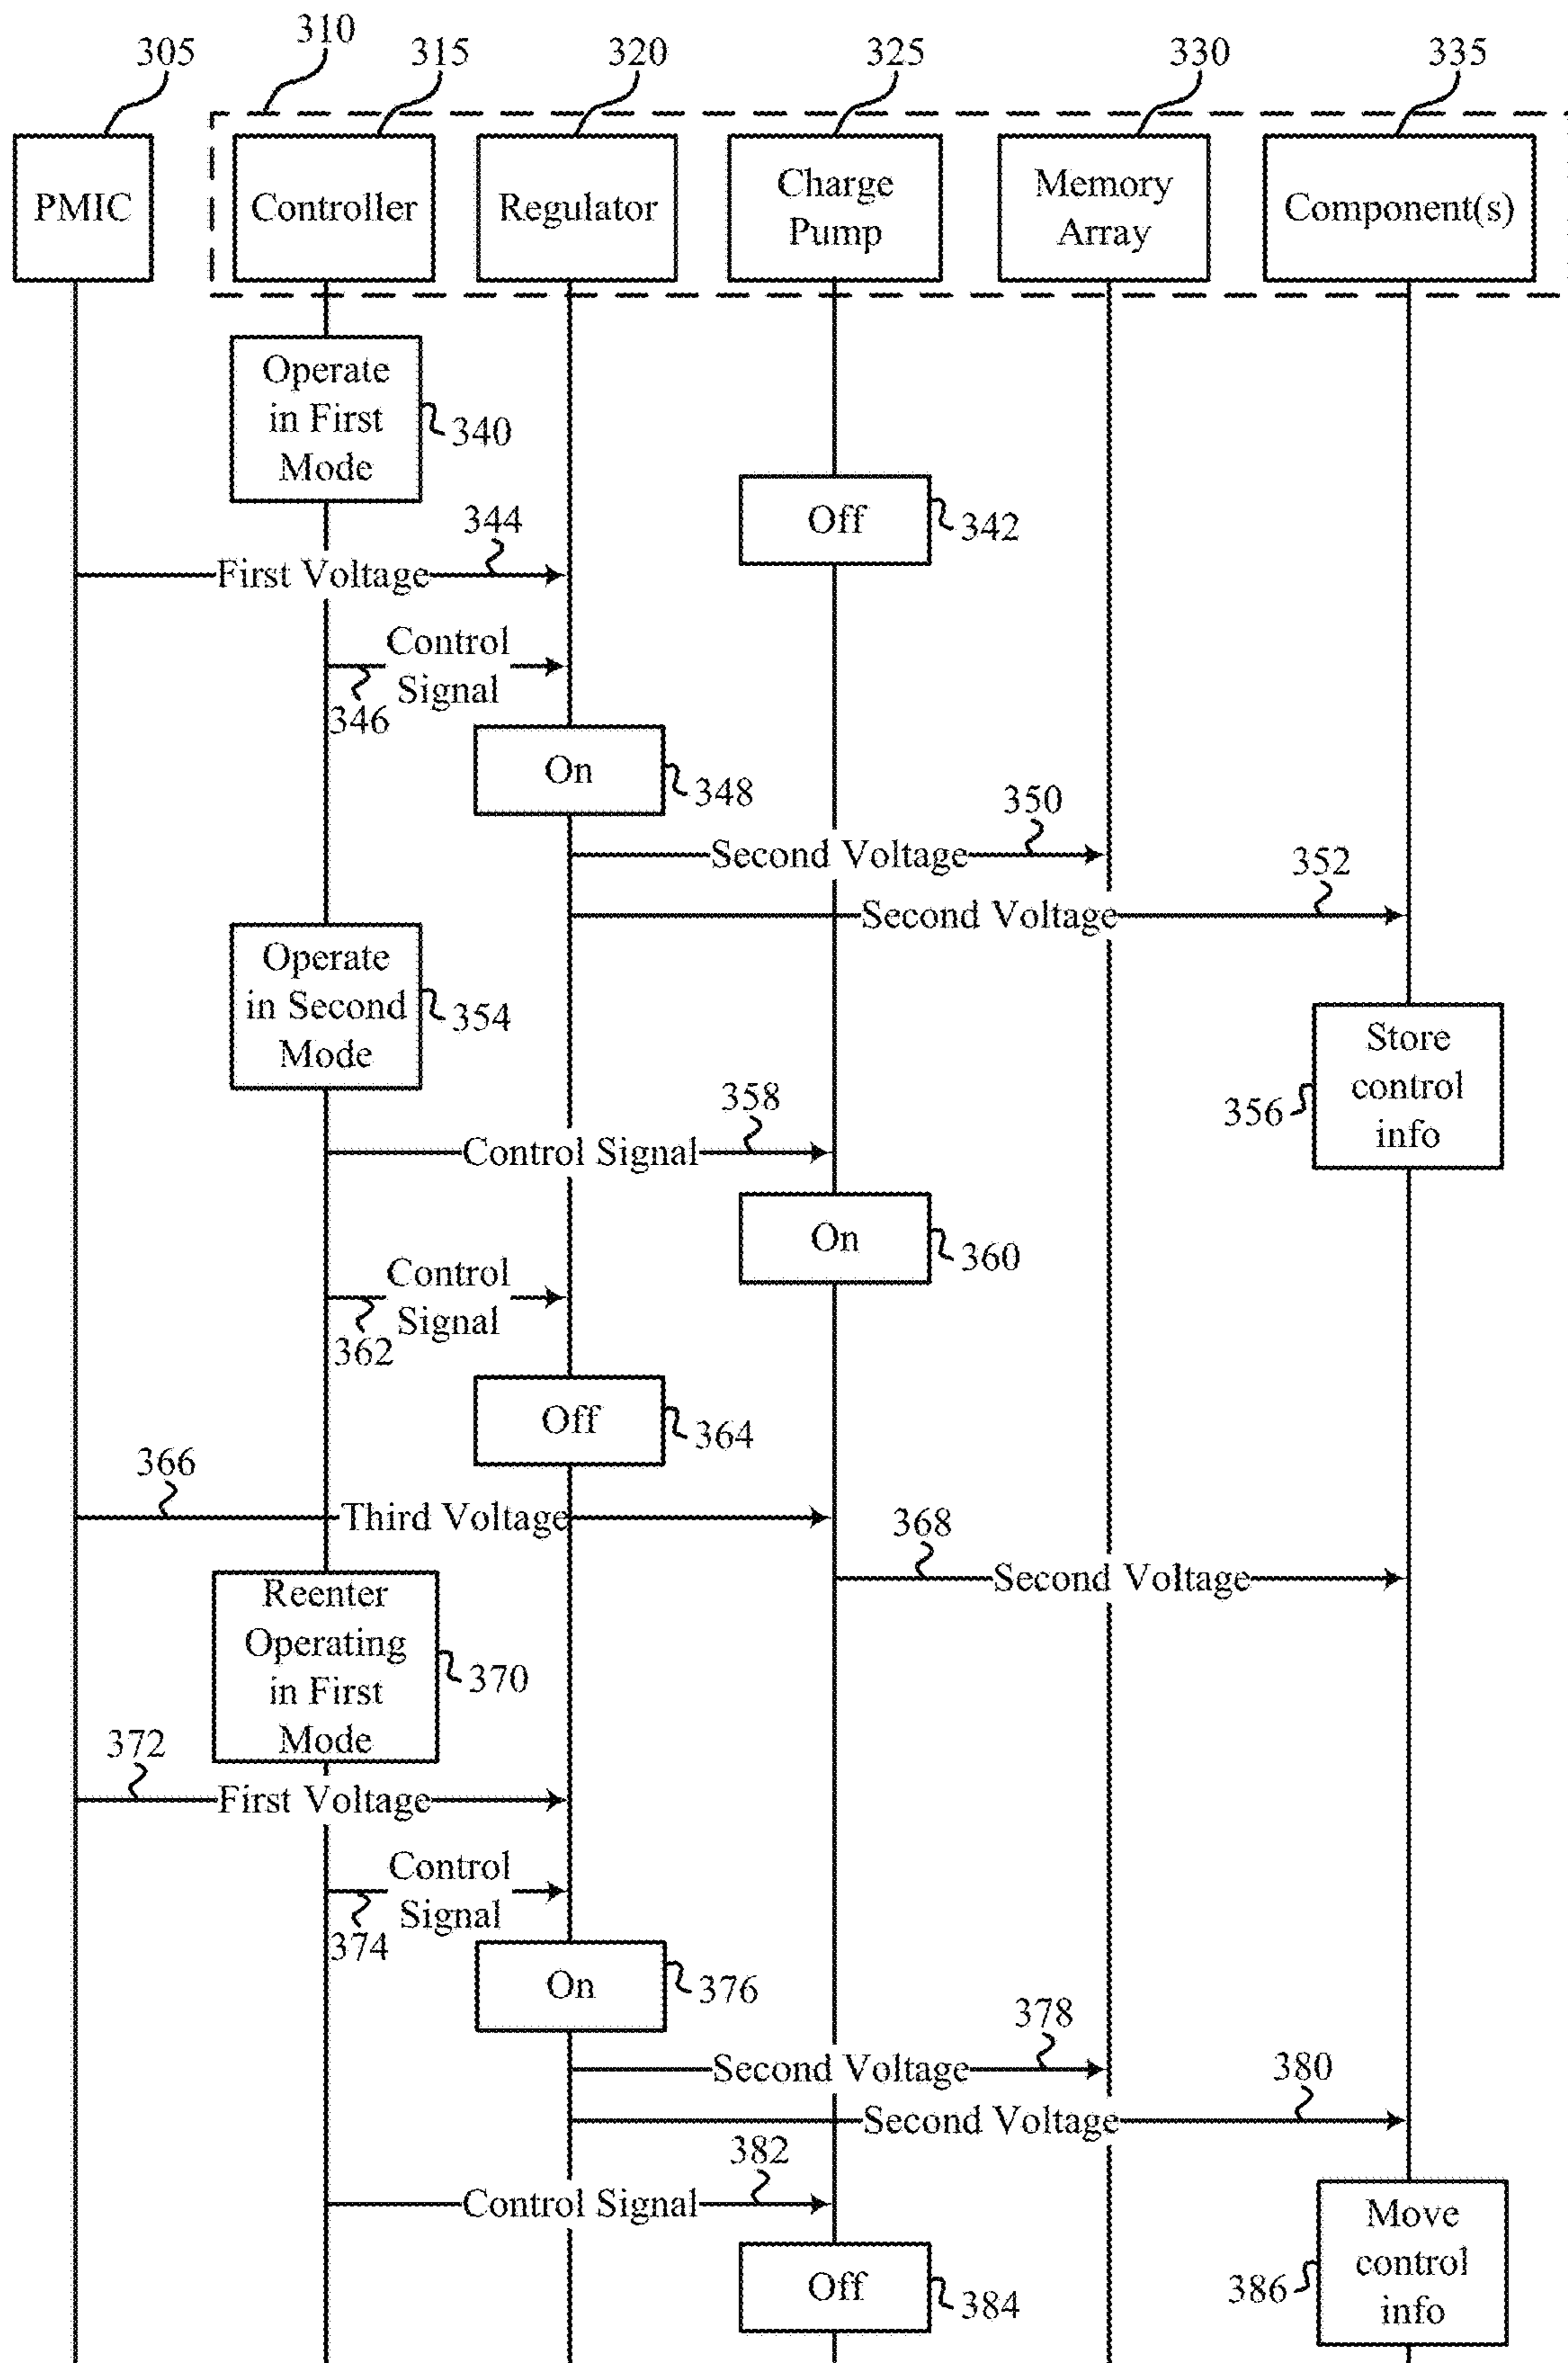 310
305
315
320
325
330
335
PMIC
Controller
Regulator
Charge
Pump
Memory
Array
Component(s)
Operate
in First
Mode
340
Off
342
344
First Voltage
Control
Signal
346
On
348
350
Second Voltage
352
Second Voltage
Operate
in Second
Mode
354
Store
control
info
356
358
Control Signal
On
360
Control
Signal
362
Off
364
366
Third Voltage
368
Second Voltage
Reenter
Operating
in First
Mode
370
372
First Voltage
Control
Signal
374
On
376
378
Second Voltage
380
Second Voltage
382
Control Signal
Off
384
Move
control
info
386